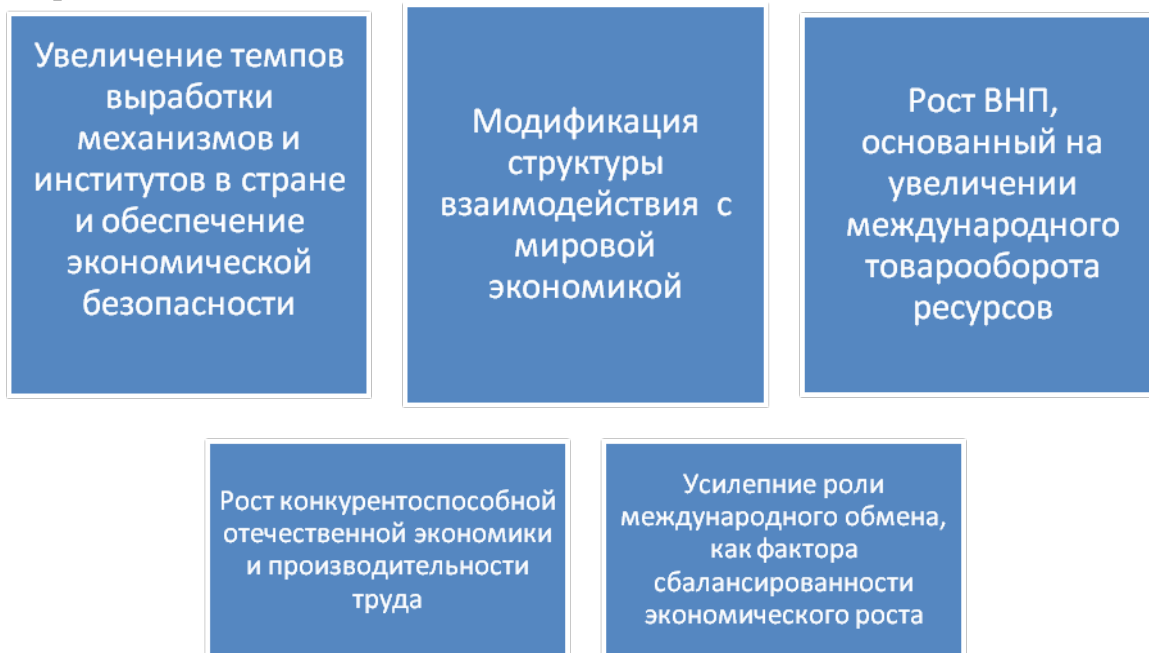 Увеличение темпов
выработки
механизмов и
институтов в стране
и обеспечение
экономической
безопасности
Модификация
структуры
взаимодействия с
мировой
экономикой
Рост ВНП,
основанный на
увеличении
международного
товарооборота
ресурсов
Рост конкурентоспособной
отечественной экономики
и производительности
труда
Усилепние роли
международного обмена,
как фактора
сбалансированности
экономического роста